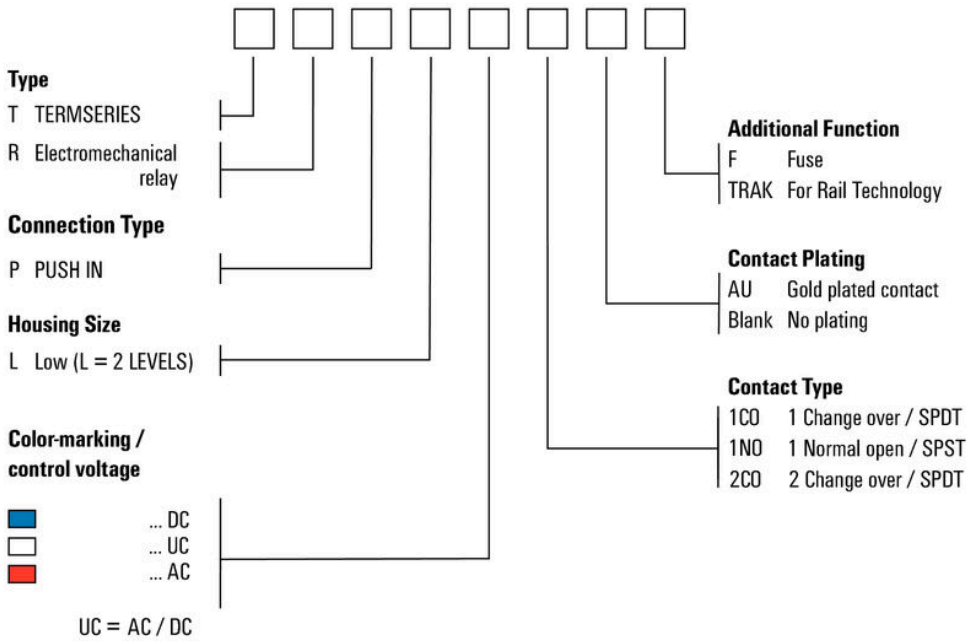 Type
T TERMSERIES
R Electromechanical
relay
Connection Type
P PUSH IN
Housing Size
L Low (L = 2 LEVELS)
Color-marking /
control voltage
... DC
... UC
... AC
UC = AC / DC
Additional Function
F Fuse
TRAK For Rail Technology
Contact Plating
AU Gold plated contact
Blank No plating
Contact Type
1CO 1 Change over / SPDT
1NO 1 Normal open / SPST
2CO 2 Change over / SPDT